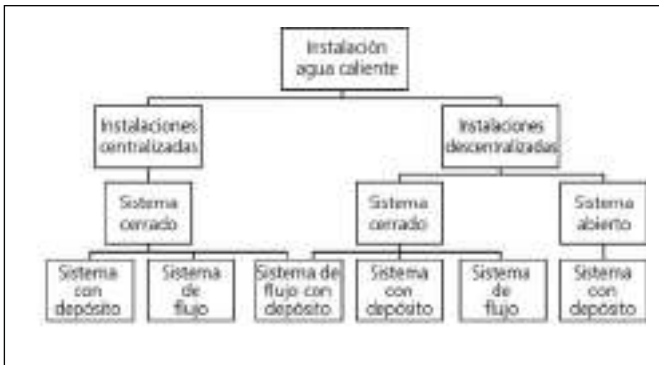 Instalación
agua caliente
Instalaciones
centralizadas
Instalaciones
descentralizadas
Sistema
cerrado
Sistema
cerrado
Sistema
abierto
Sistema
con
depósito
Sistema
de
flujo
Sistema de
flujo con
depósito
Sistema
con
depósito
Sistema
de
flujo
Sistema
con
depósito